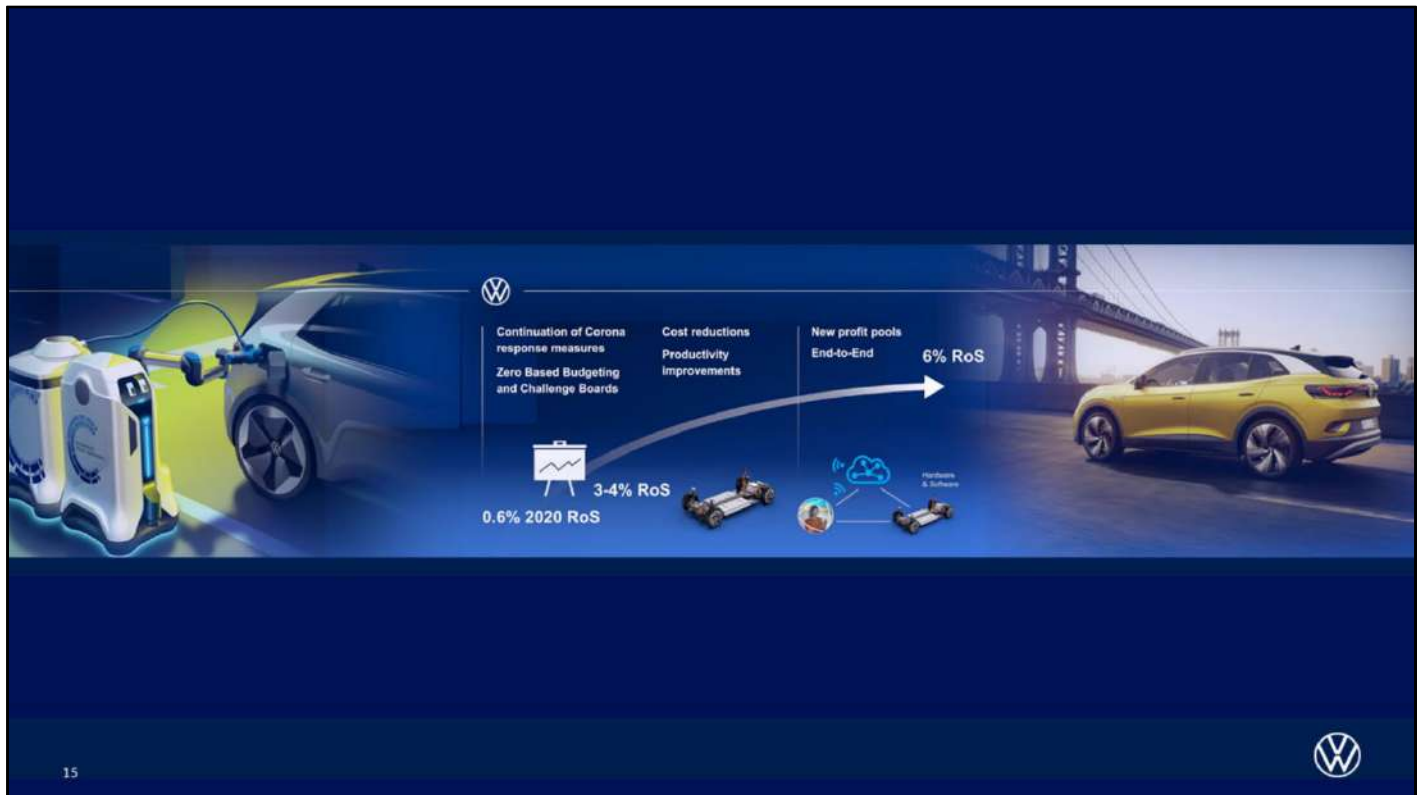 Continuation of Corona
response measures
Zero Based Budgeting
and Challenge Boards
Cost reductions
Productivity
improvements
New profit pools
End-to-End
6% RoS
3-4% RoS
0.6% 2020 RoS
Hardware
& Software
15